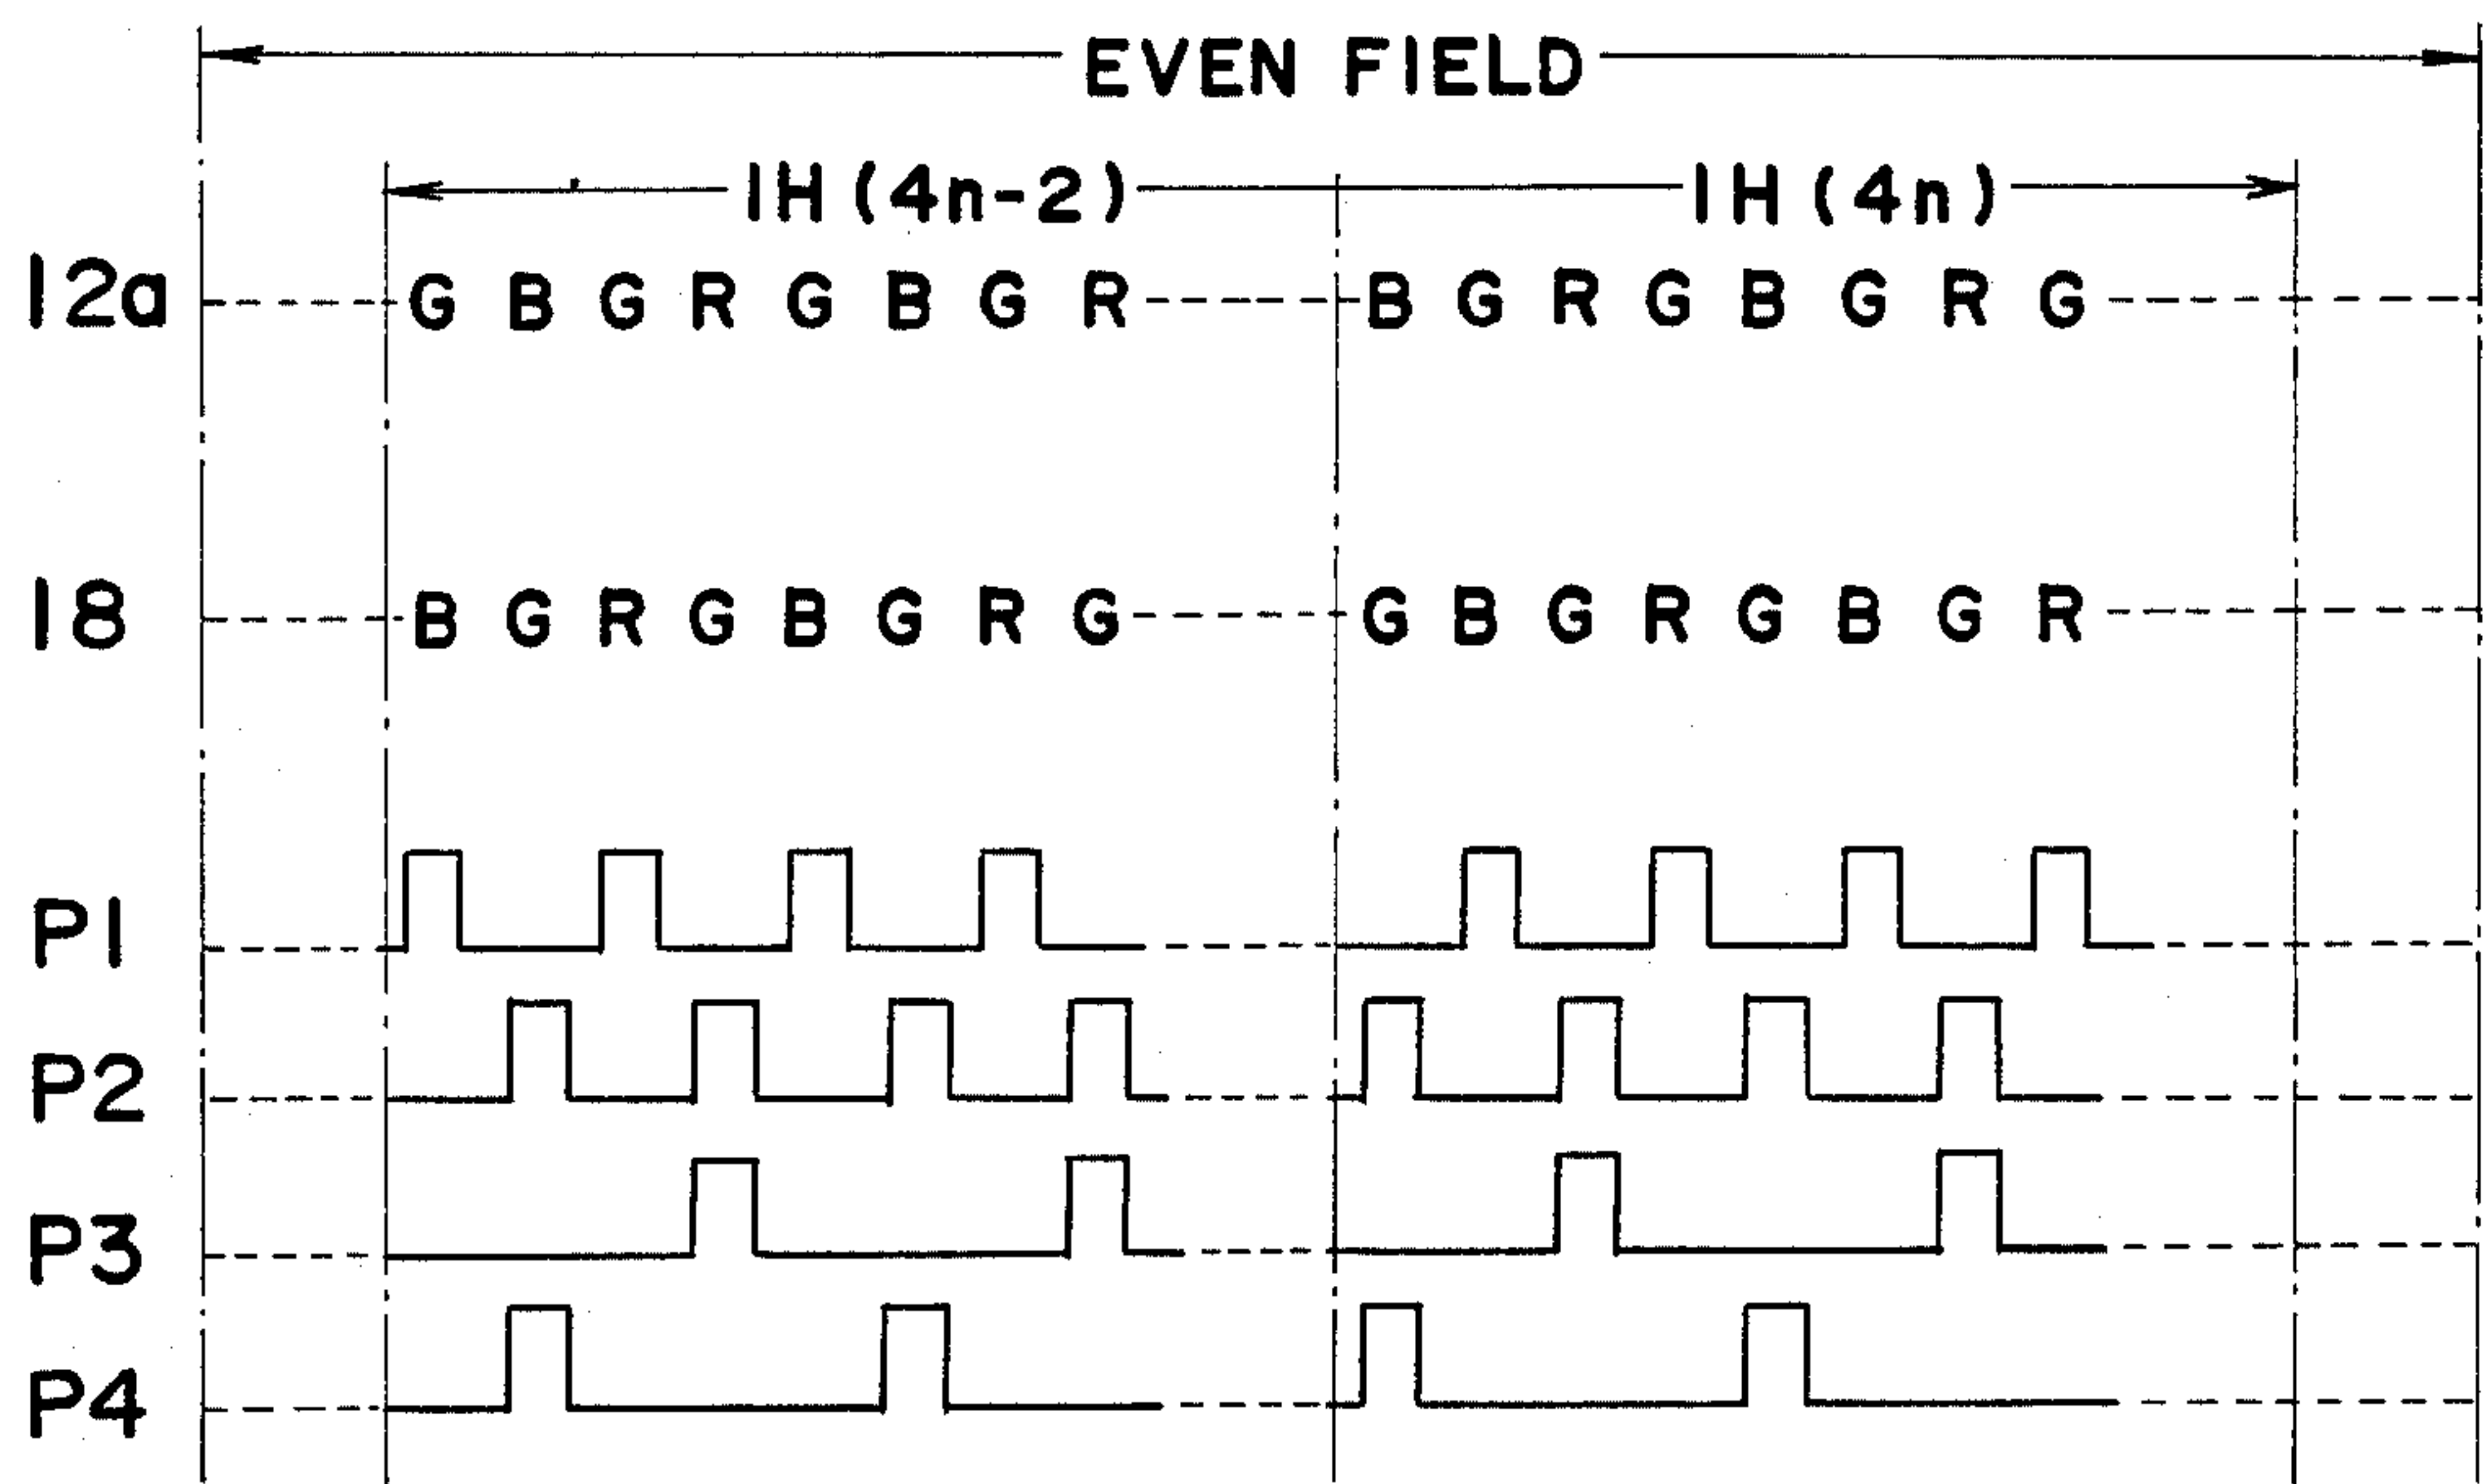 EVEN FIELD
1H (4n-2) 1H (4n)
12a G B G R G B G R B G R G B G R G
18 B G R G B G R G G B G R G B G R
P1
P2
P3
P4